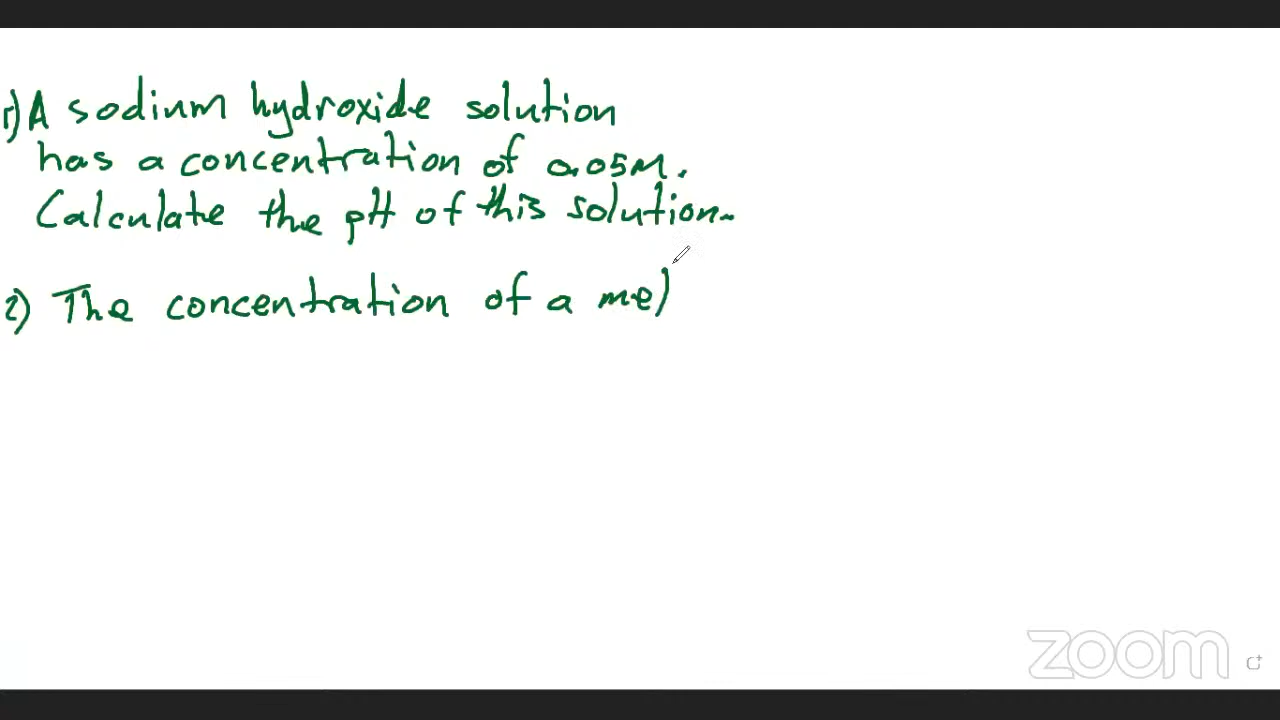 1) A sodium hydroxide solution
has a concentration of 0.05M.
Calculate the pH of this solution.
2) The concentration of a
zoom